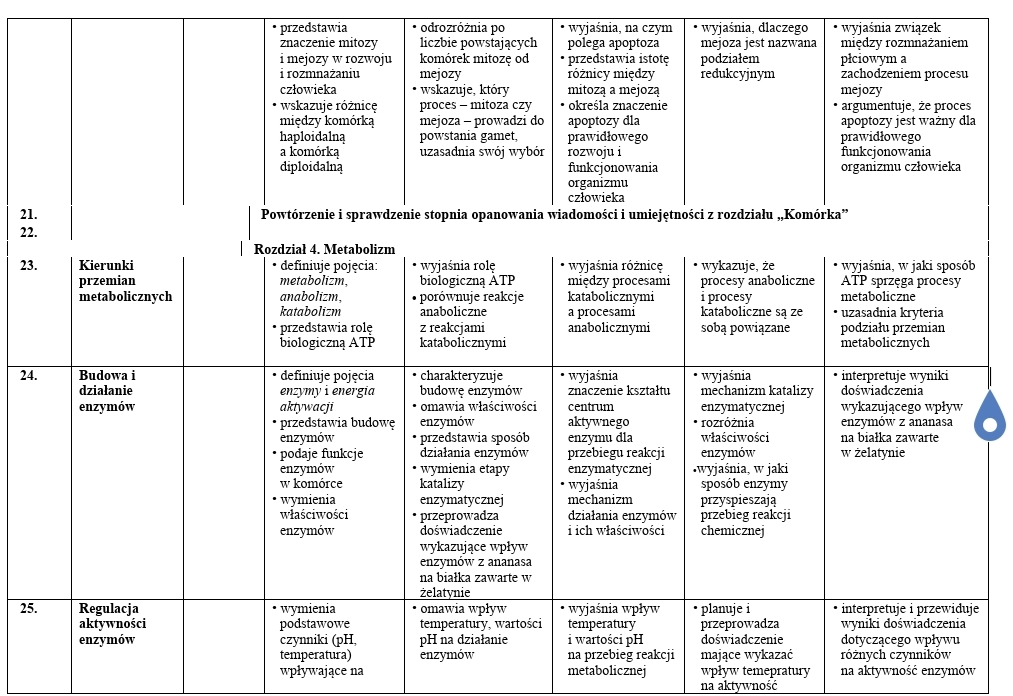 • przedstawia
znaczenie mitozy
i mejozy w rozwoju
i rozmnażaniu
człowieka
• wskazuje różnicę
między komórką
haploidalną
a komórką
diploidalną
• odrozróżnia po
liczbie powstających
komórek mitozę od
mejozy
• wskazuje, który
proces – mitoza czy
mejoza – prowadzi do
powstania gamet,
uzasadnia swój wybór
• wyjaśnia, na czym
polega apoptoza
• przedstawia istotę
różnicy między
mitozą a mejozą
• określa znaczenie
apoptozy dla
prawidłowego
rozwoju i
funkcjonowania
organizmu
człowieka
• wyjaśnia, dlaczego
mejoza jest nazwana
podziałem
redukcyjnym
• wyjaśnia związek
między rozmnażaniem
płciowym a
zachodzeniem procesu
mejozy
• argumentuje, że proces
apoptozy jest ważny dla
prawidłowego
funkcjonowania
organizmu człowieka
21.
22.
Powtórzenie i sprawdzenie stopnia opanowania wiadomości i umiejętności z rozdziału „Komórka”
Rozdział 4. Metabolizm
23.
Kierunki
przemian
metabolicznych
• definiuje pojęcia:
metabolizm,
anabolizm,
katabolizm
• przedstawia rolę
biologiczną ATP
• wyjaśnia rolę
biologiczną ATP
• porównuje reakcje
anaboliczne
z reakcjami
katabolicznymi
• wyjaśnia różnicę
między procesami
katabolicznymi
a procesami
anabolicznymi
• wykazuje, że
procesy anaboliczne
i procesy
kataboliczne są ze
sobą powiązane
• wyjaśnia, w jaki sposób
ATP sprzęga procesy
metaboliczne
• uzasadnia kryteria
podziału przemian
metabolicznych
24.
Budowa i
działanie
enzymów
• definiuje pojęcia
enzymy i energia
aktywacji
• przedstawia budowę
enzymów
• podaje funkcje
enzymów
w komórce
• wymienia
właściwości
enzymów
• charakteryzuje
budowę enzymów
• omawia właściwości
enzymów
• przedstawia sposób
działania enzymów
• wymienia etapy
katalizy
enzymatycznej
• przeprowadza
doświadczenie
wykazujące wpływ
enzymów z ananasa
na białka zawarte w
żelatynie
• wyjaśnia
znaczenie kształtu
centrum
aktywnego
enzymu dla
przebiegu reakcji
enzymatycznej
• wyjaśnia
mechanizm
działania enzymów
i ich właściwości
• wyjaśnia
mechanizm katalizy
enzymatycznej
• rozróżnia
właściwości
enzymów
•wyjaśnia, w jaki
sposób enzymy
przyspieszają
przebieg reakcji
chemicznej
• interpretuje wyniki
doświadczenia
wykazującego wpływ
enzymów z ananasa
na białka zawarte
w żelatynie
25.
Regulacja
aktywności
enzymów
• wymienia
podstawowe
czynniki (pH,
temperatura)
wpływające na
• omawia wpływ
temperatury, wartości
pH na działanie
enzymów
• wyjaśnia wpływ
temperatury
i wartości pH
na przebieg reakcji
metabolicznej
• planuje i
przeprowadza
doświadczenie
mające wykazać
wpływ temepratury
na aktywność
• interpretuje i przewiduje
wyniki doświadczenia
dotyczącego wpływu
różnych czynników
na aktywność enzymów